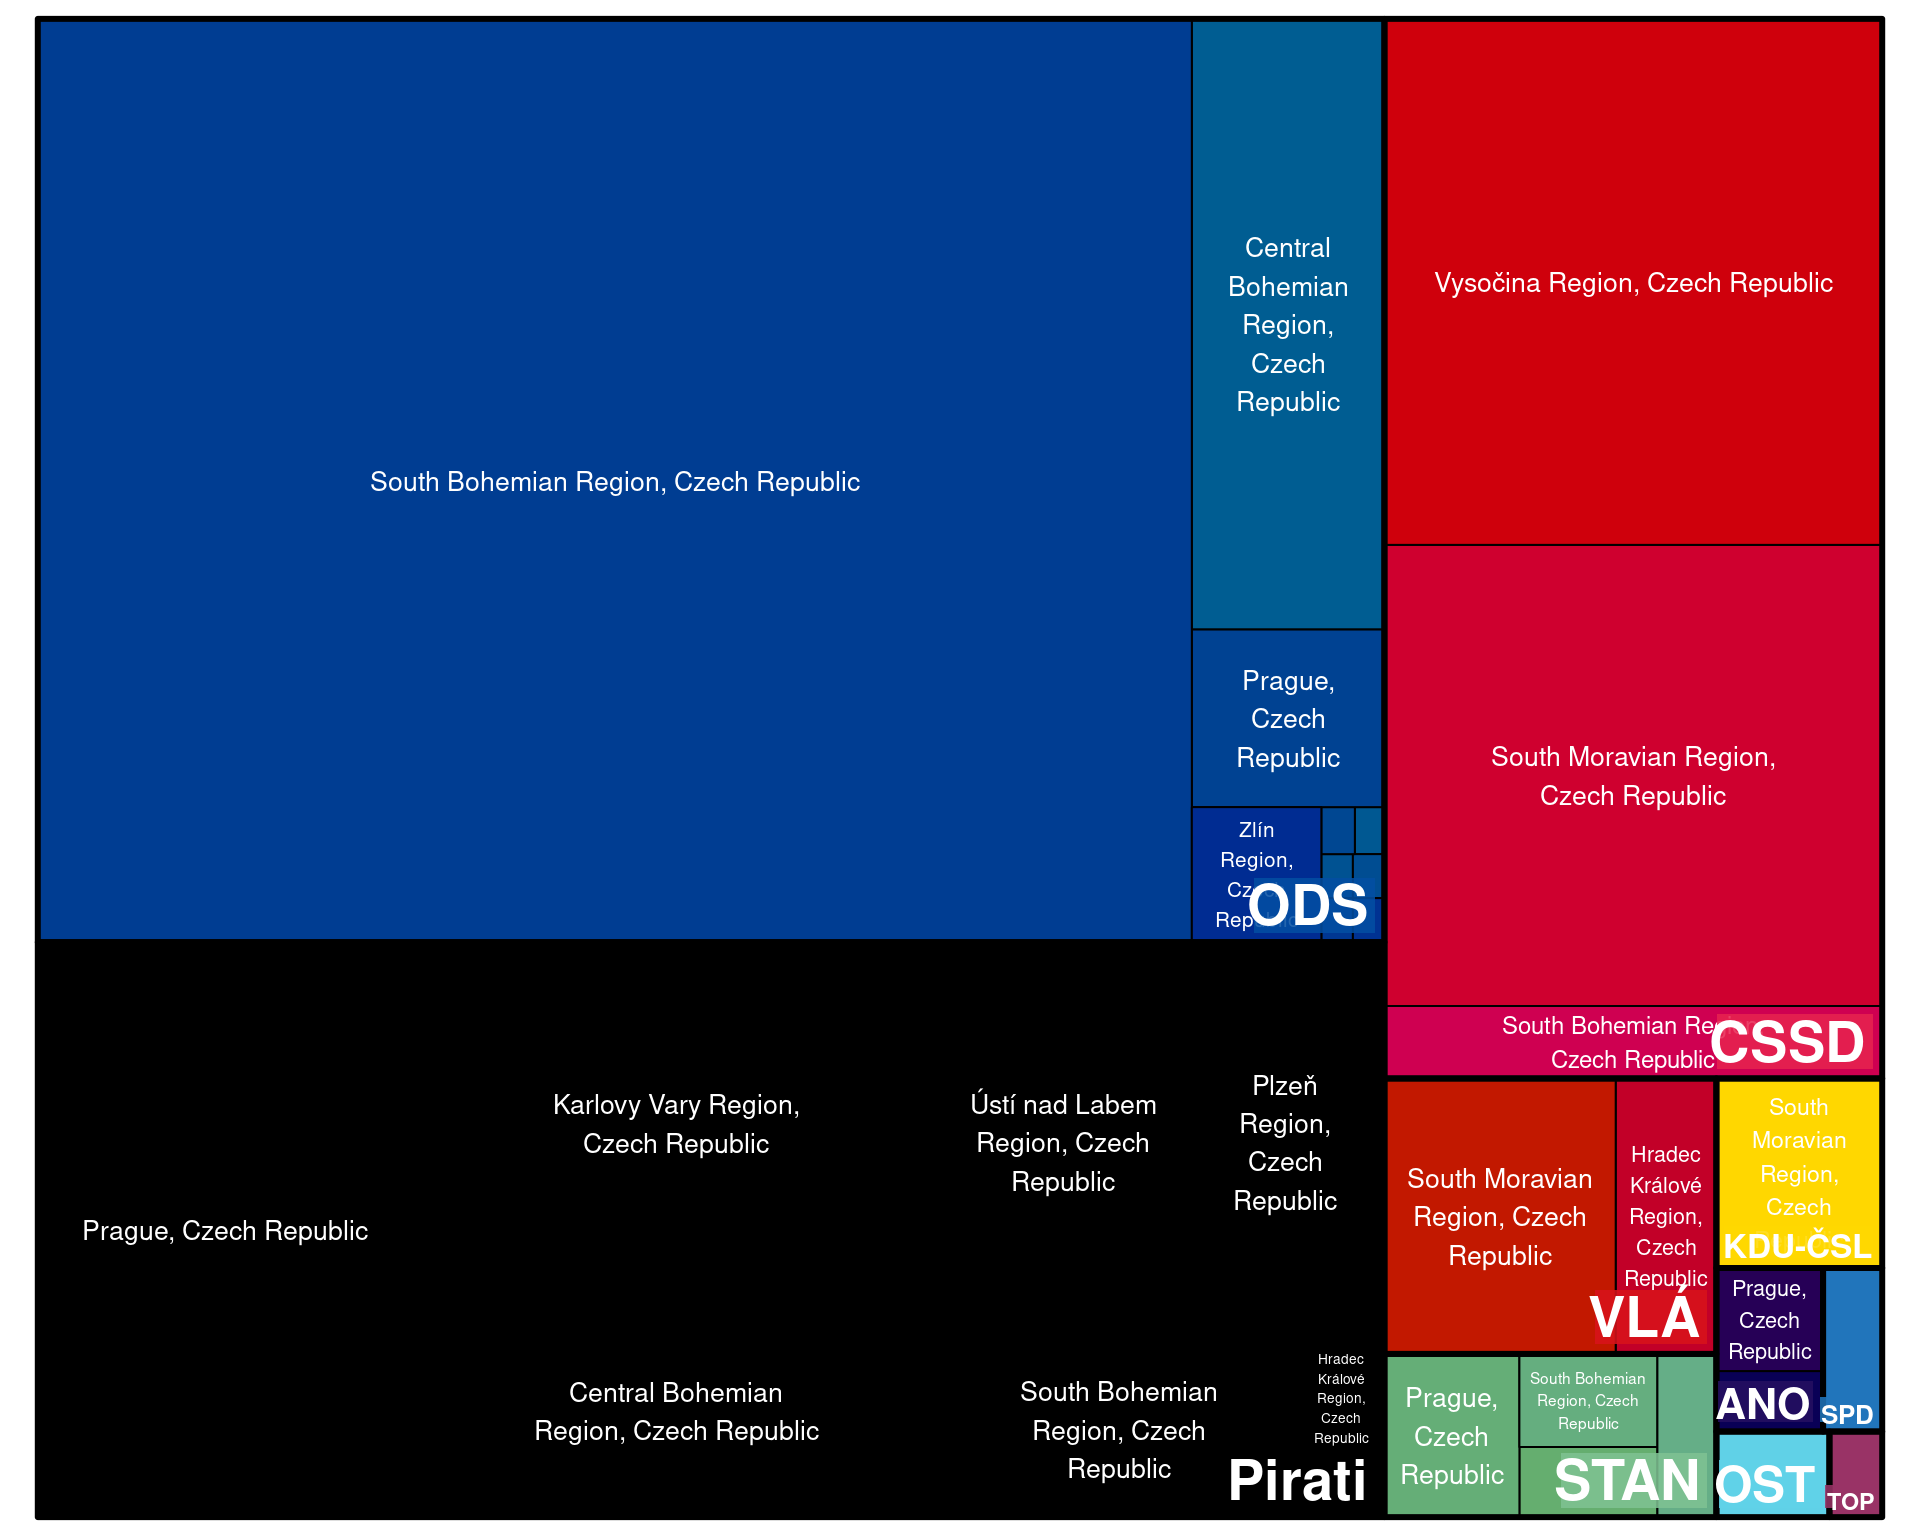 South Bohemian Region, Czech Republic
Central
Bohemian
Region,
Czech
Republic
Prague,
Czech
Republic
Zlín
Region,
ODS
Vysočina Region, Czech Republic
South Moravian Region,
Czech Republic
South Bohemian
Czech Republic
CSSD
Prague, Czech Republic
Karlovy Vary Region,
Czech Republic
Ústí nad Labem
Region, Czech
Republic
Plzeň
Region,
Czech
Republic
Central Bohemian
Region, Czech Republic
South Bohemian
Region, Czech
Republic
Hradec
Králové
Region,
Czech
Republic
Pirati
South Moravian
Region, Czech
Republic
Hradec
Králové
Region,
Czech
Republic
VLÁ
South
Moravian
Region,
Czech
KDU-ČSL
Prague,
Czech
Republic
ANO
SPD
Prague,
Czech
Republic
South Bohemian
Region, Czech
Republic
STAN
OST
TOP